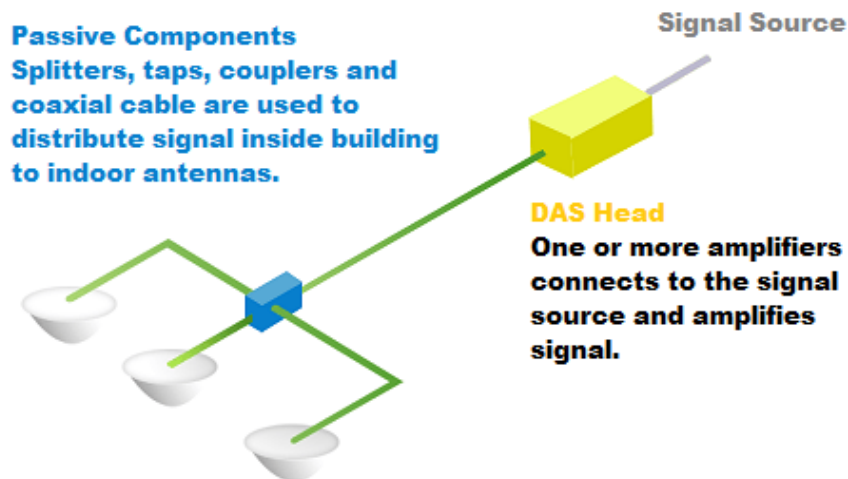 Passive Components
Splitters, taps, couplers and
coaxial cable are used to
distribute signal inside building
to indoor antennas.
Signal Source
DAS Head
One or more amplifiers
connects to the signal
source and amplifies
signal.